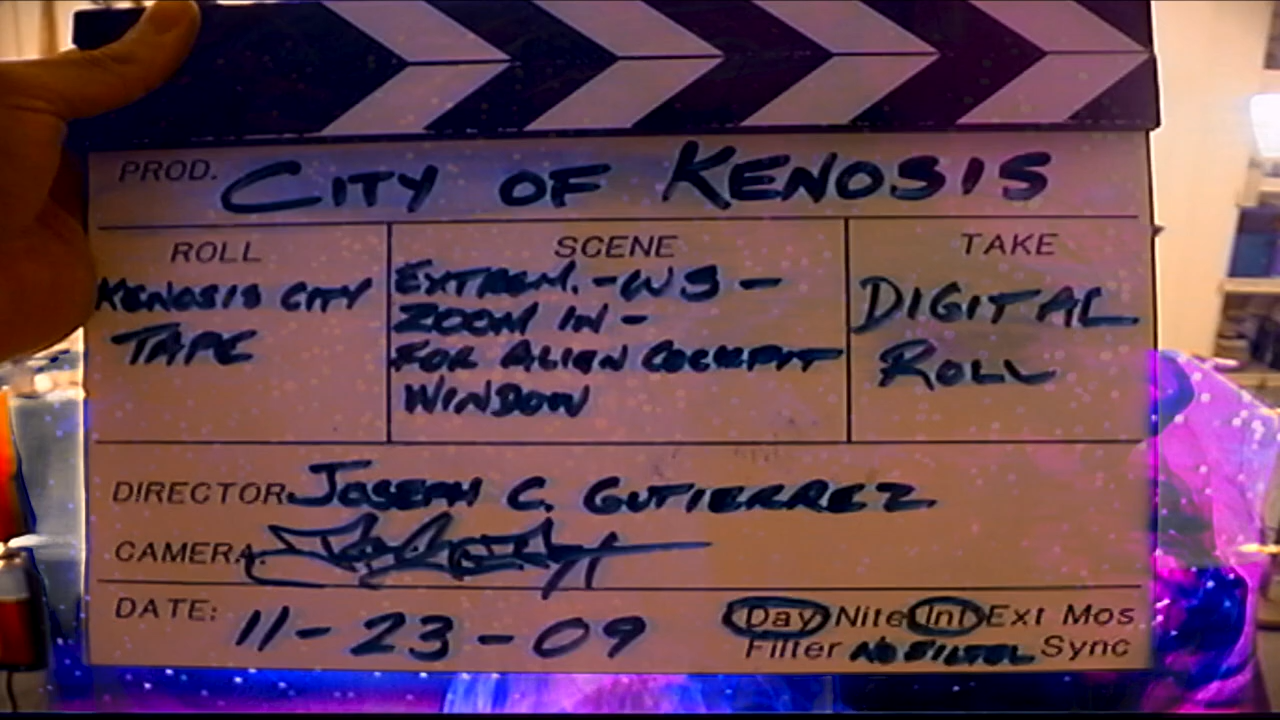 PROD. CITY OF KENOSIS
ROLL
KENOSIS CITY
TAPE
SCENE
EXTREM. - WS -
ZOOM IN -
FOR ALIGN COCKPIT
WINDOW
TAKE
DIGITAL
ROLL
DIRECTOR JOSEPH C. GUTIERREZ
CAMERA
DATE: 11-23-09
Day Nite Int Ext Mos
Filter NO FILTER Sync